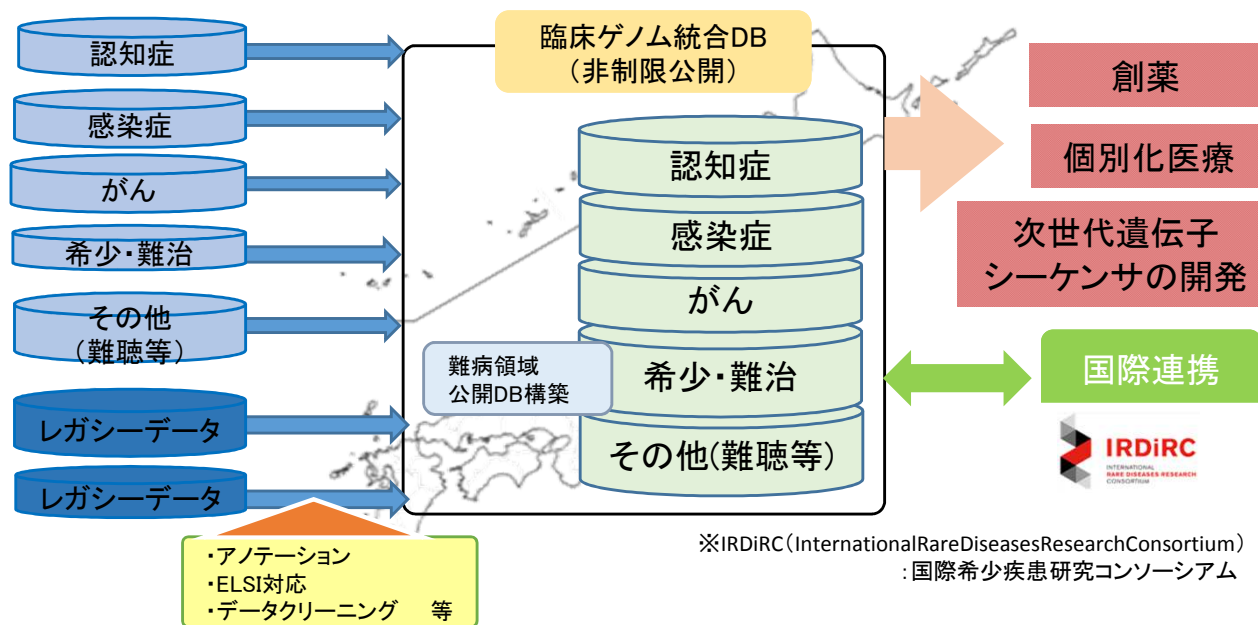 認知症
感染症
がん
希少・難治
その他
(難聴等)
レガシーデータ
レガシーデータ
・アノテーション
・ELSI対応
・データクリーニング 等
臨床ゲノム統合DB
(非制限公開)
認知症
感染症
がん
希少・難治
その他(難聴等)
難病領域
公開DB構築
創薬
個別化医療
次世代遺伝子
シーケンサの開発
国際連携
IRDiRC
INTERNATIONAL
RARE DISEASES RESEARCH
CONSORTIUM
※IRDiRC(InternationalRareDiseasesResearchConsortium)
:国際希少疾患研究コンソーシアム